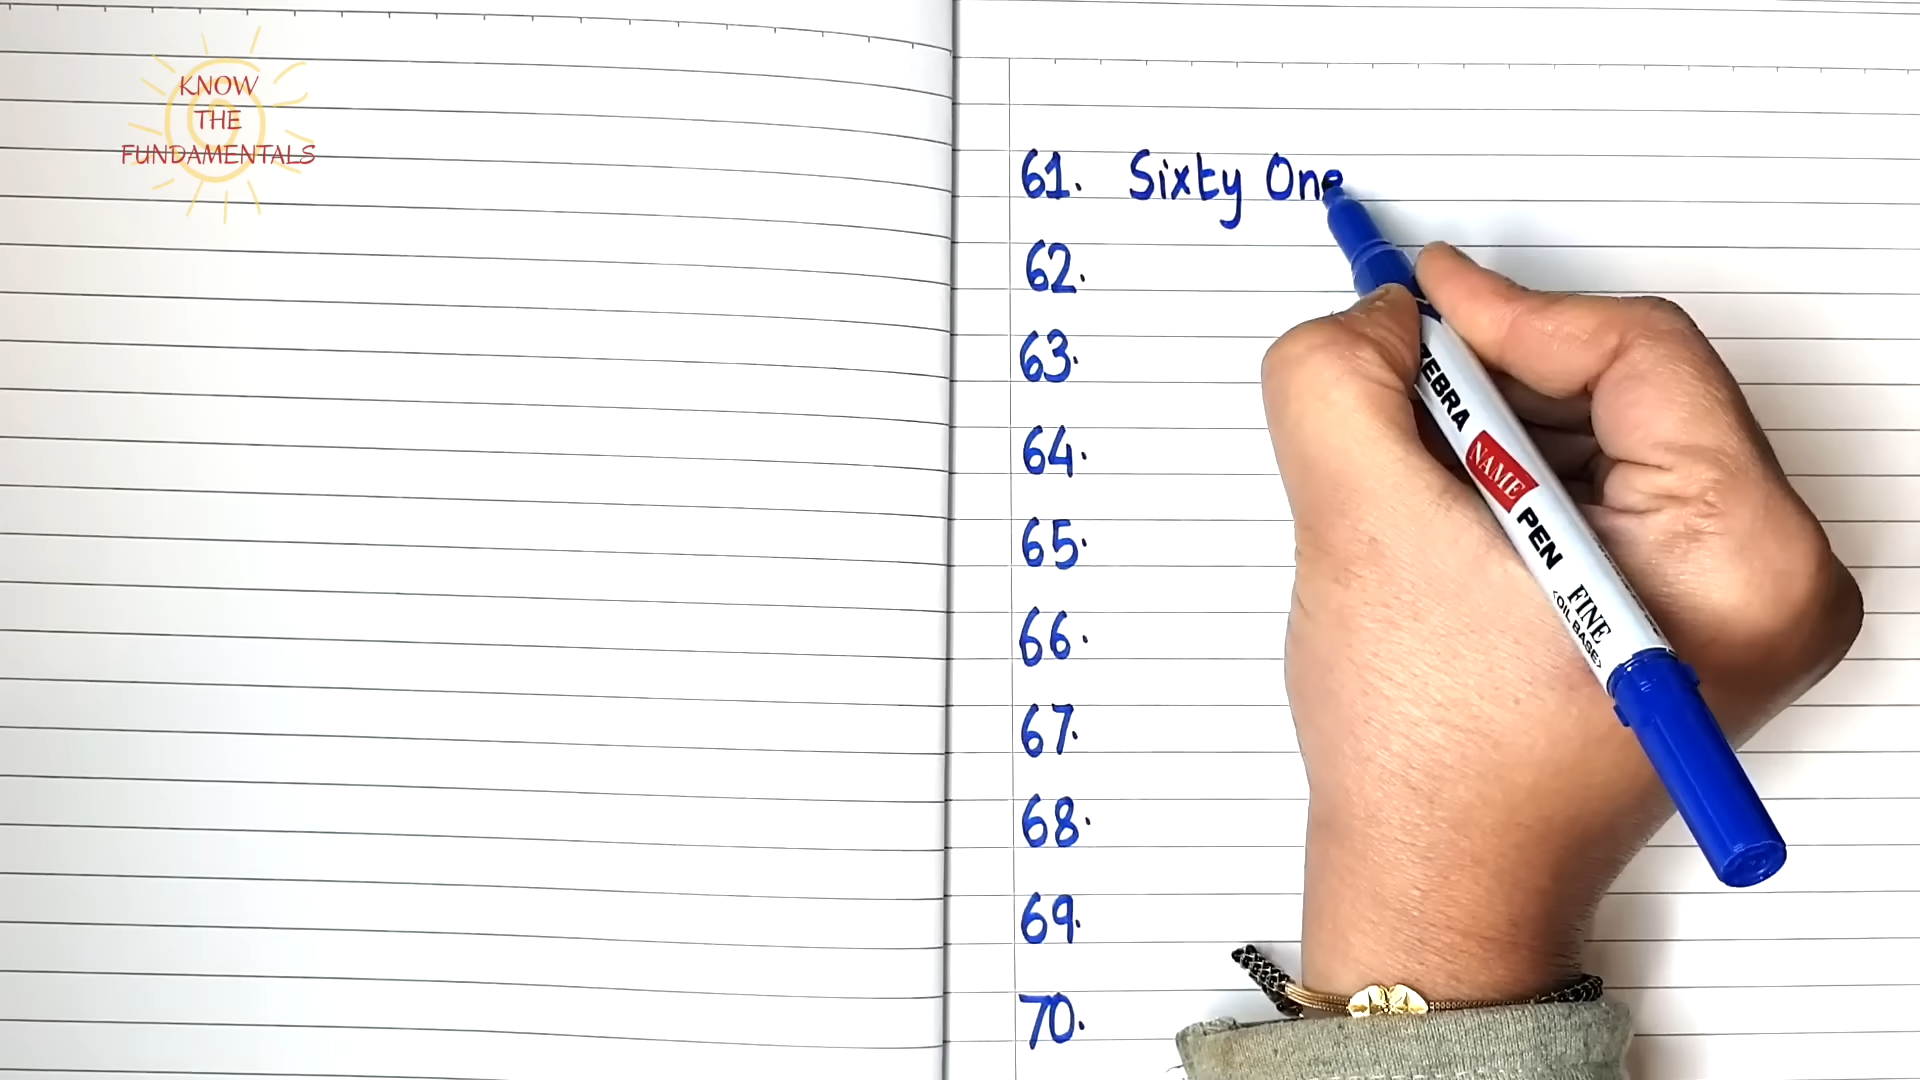 KNOW
THE
FUNDAMENTALS
61. Sixty One
62.
63.
64.
65.
66.
67.
68.
69.
70.
ZEBRA NAME PEN FINE
<OIL BASE>